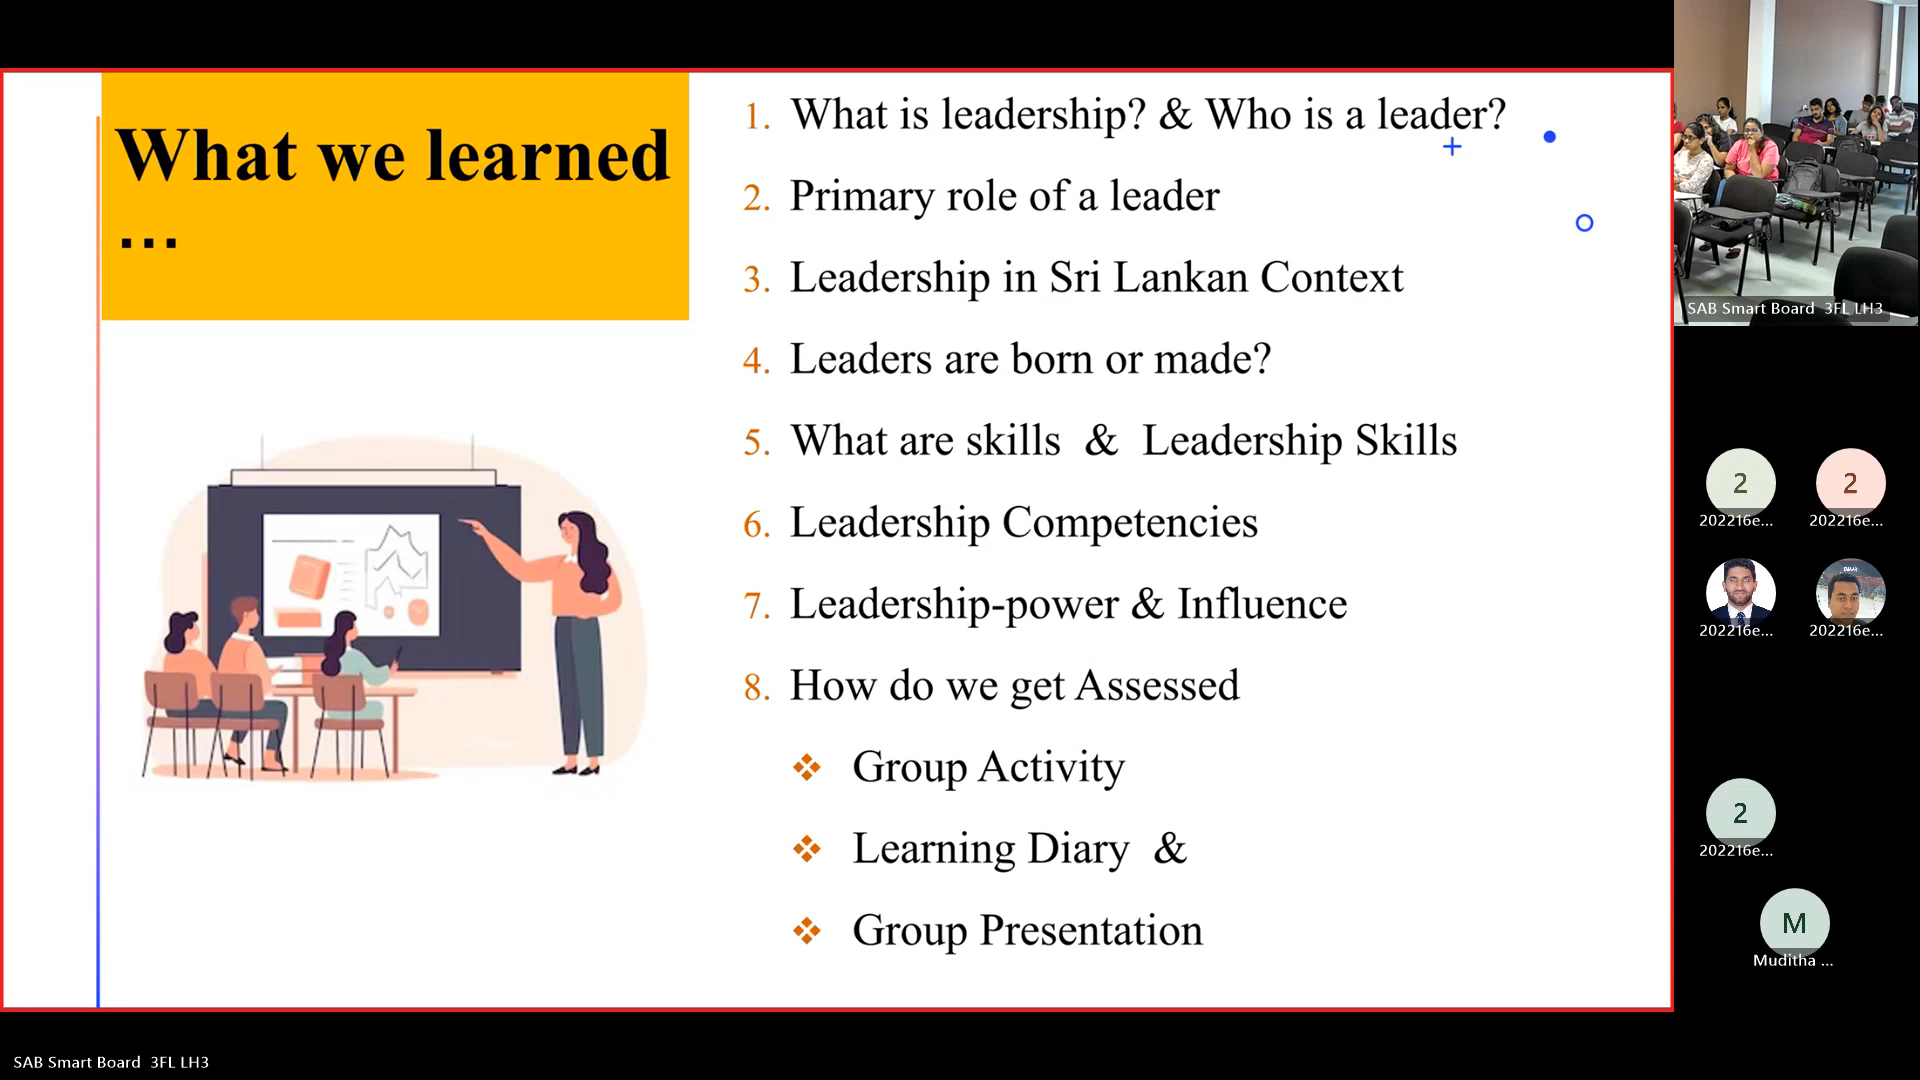 What we learned
...
1. What is leadership? & Who is a leader?
2. Primary role of a leader
3. Leadership in Sri Lankan Context
4. Leaders are born or made?
5. What are skills & Leadership Skills
6. Leadership Competencies
7. Leadership-power & Influence
8. How do we get Assessed
❖ Group Activity
❖ Learning Diary &
❖ Group Presentation
SAB Smart Board 3FL LH3
2
202216e...
2
202216e...
202216e...
202216e...
2
202216e...
M
Muditha ...
SAB Smart Board 3FL LH3